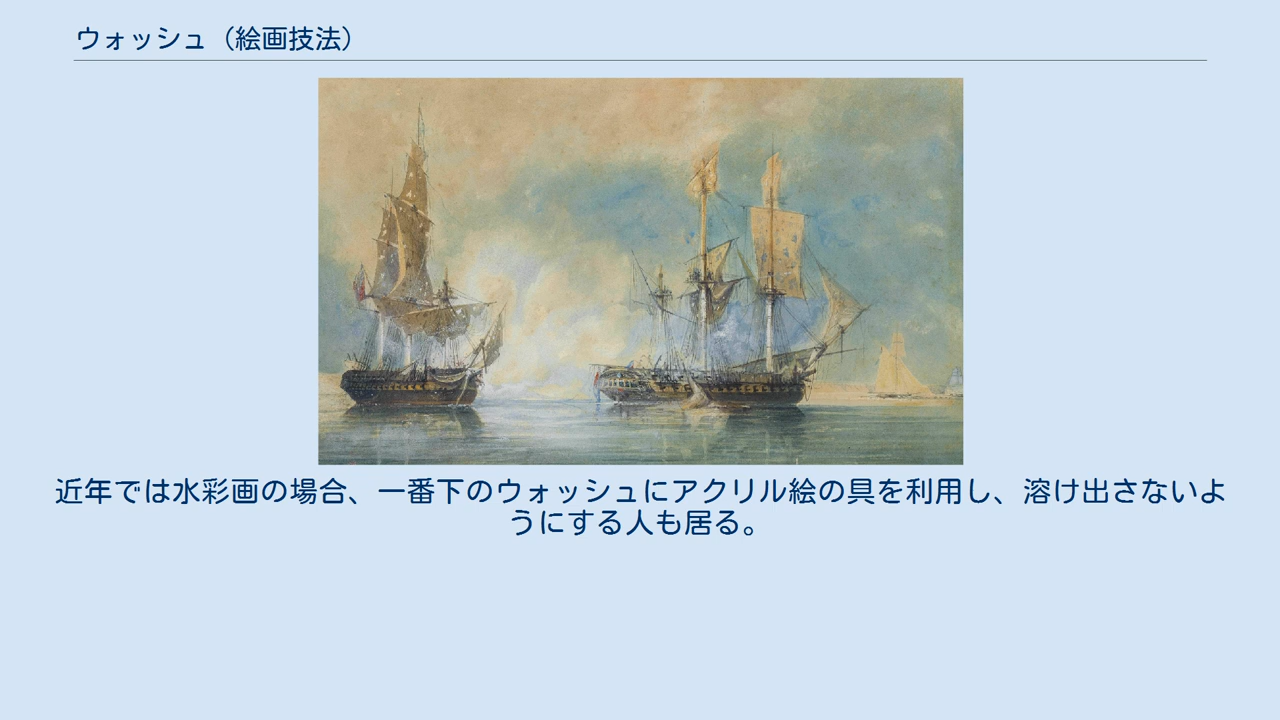 ウォッシュ（絵画技法）
近年では水彩画の場合、一番下のウォッシュにアクリル絵の具を利用し、溶け出さないよ
うにする人も居る。